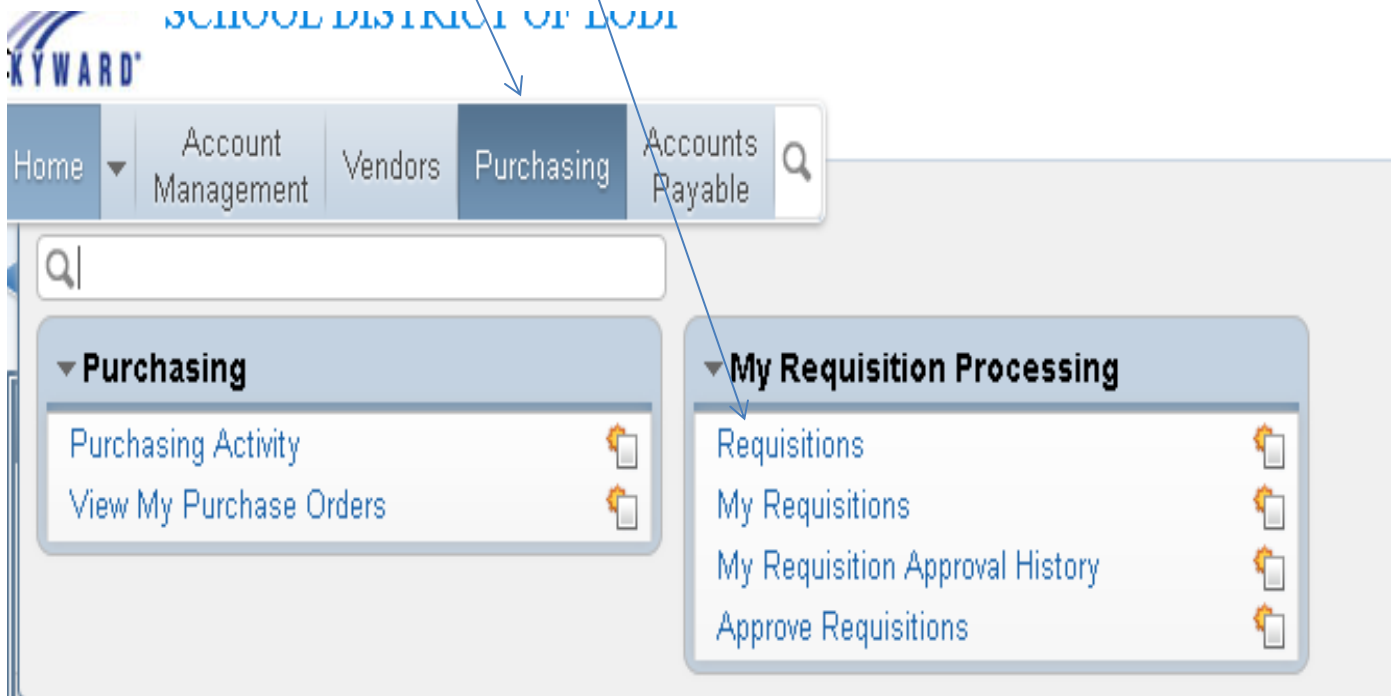 SCHOOL DISTRICT OF LODI
KYWARD
Home
Account
Management
Vendors
Purchasing
Accounts
Payable
Purchasing
Purchasing Activity
View My Purchase Orders
My Requisition Processing
Requisitions
My Requisitions
My Requisition Approval History
Approve Requisitions